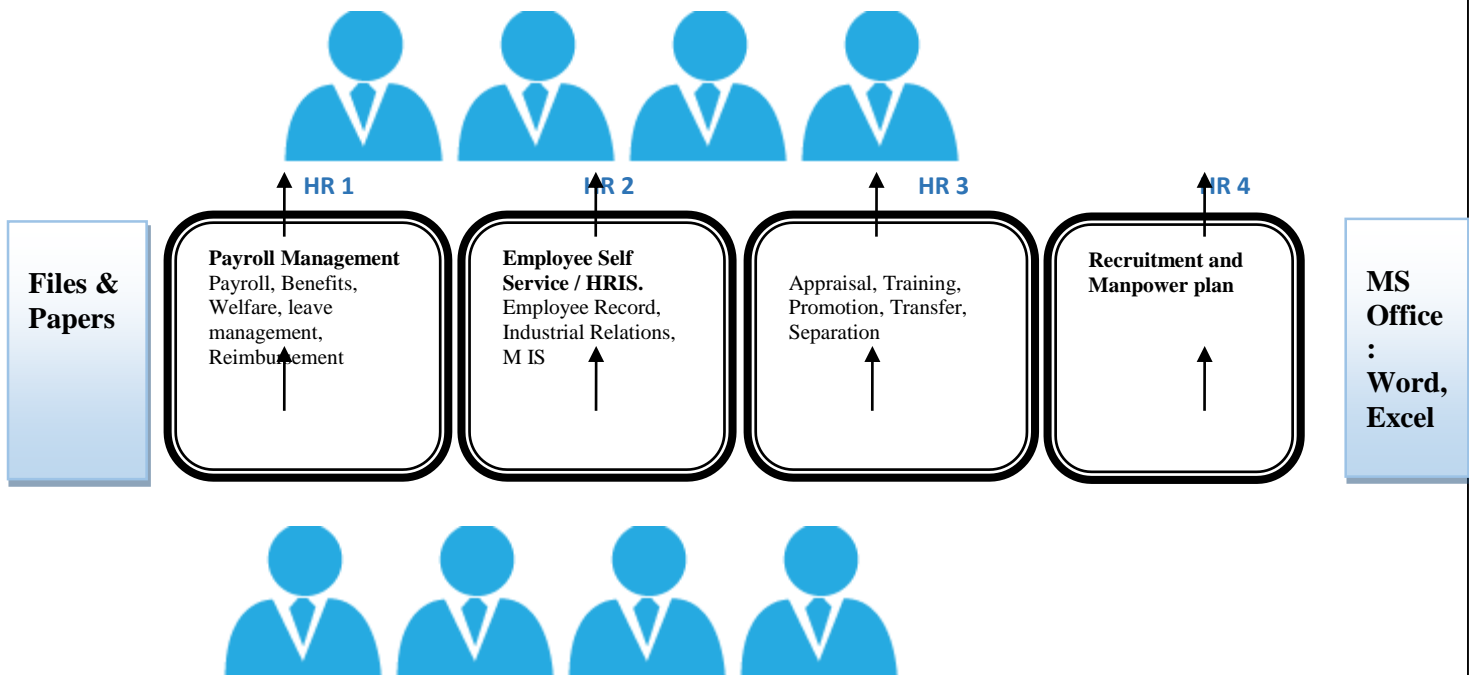 HR 1
HR 2
HR 3
HR 4
Files &
Papers
Payroll Management
Payroll, Benefits,
Welfare, leave
management,
Reimbursement
Employee Self
Service / HRIS.
Employee Record,
Industrial Relations,
M IS
Appraisal, Training,
Promotion, Transfer,
Separation
Recruitment and
Manpower plan
MS
Office
:
Word,
Excel